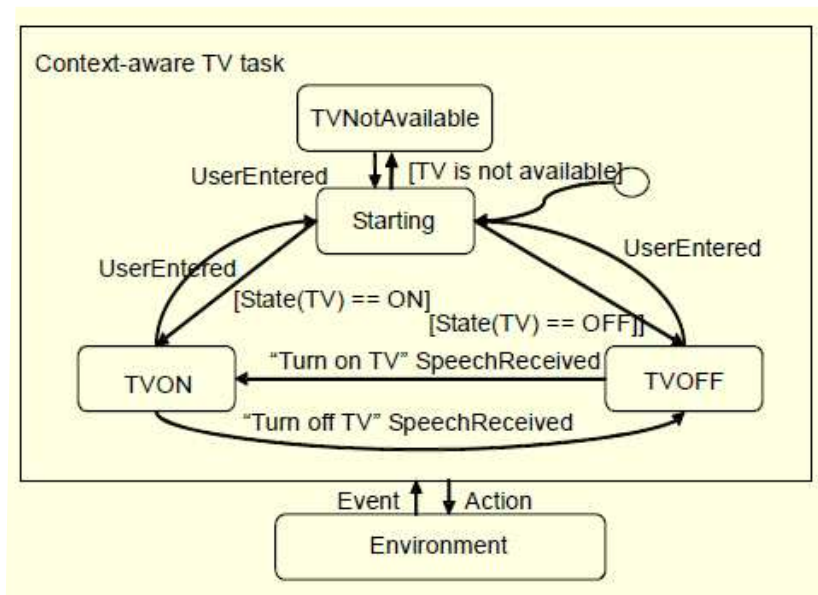 Context-aware TV task
TVNotAvailable
UserEntered
[TV is not available]
Starting
UserEntered
UserEntered
[State(TV) == ON]
[State(TV) == OFF]]
“Turn on TV” SpeechReceived
TVON
TVOFF
“Turn off TV” SpeechReceived
Event
Action
Environment